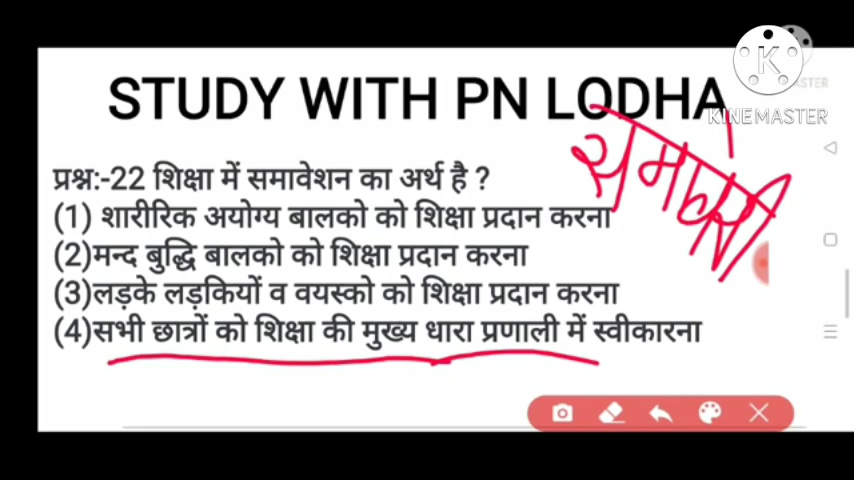 STUDY WITH PN LODHA
KINEMASTER
प्रश्न:-22 शिक्षा में समावेशन का अर्थ है ?
(1) शारीरिक अयोग्य बालको को शिक्षा प्रदान करना
(2)मन्द बुद्धि बालको को शिक्षा प्रदान करना
(3)लड़के लड़कियों व वयस्को को शिक्षा प्रदान करना
(4)सभी छात्रों को शिक्षा की मुख्य धारा प्रणाली में स्वीकारना